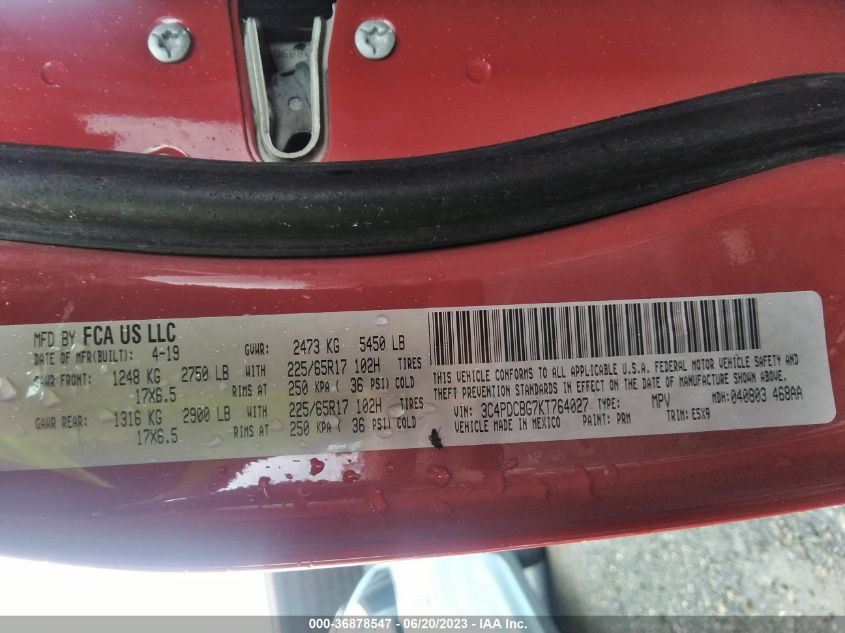 MFD BY FCA US LLC
DATE OF MFR(BUILT): 4-19
GVWR: 2473 KG 5450 LB
GAWR FRONT: 1248 KG 2750 LB WITH 225/65R17 102H TIRES
17X6.5 RIMS AT 250 KPA ( 36 PSI) COLD
GAWR REAR: 1316 KG 2900 LB WITH 225/65R17 102H TIRES
17X6.5 RIMS AT 250 KPA ( 36 PSI) COLD
THIS VEHICLE CONFORMS TO ALL APPLICABLE U.S.A. FEDERAL MOTOR VEHICLE SAFETY AND
THEFT PREVENTION STANDARDS IN EFFECT ON THE DATE OF MANUFACTURE SHOWN ABOVE.
VIN: 3C4PDCBG7KT764027 TYPE: MPV MDH: 040803 468AA
VEHICLE MADE IN MEXICO PAINT: PRM TRIM: E5X9
000-36878547 - 06/20/2023 - IAA Inc.